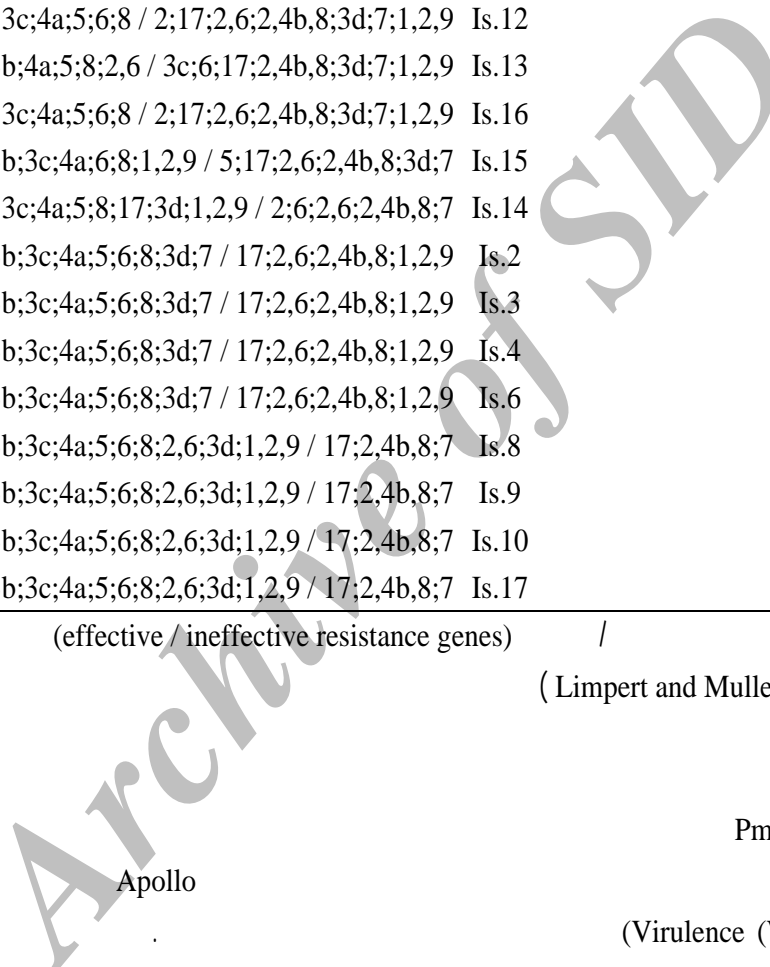 3c;4a;5;6;8 / 2;17;2,6;2,4b,8;3d;7;1,2,9 Is.12
b;4a;5;8;2,6 / 3c;6;17;2,4b,8;3d;7;1,2,9 Is.13
3c;4a;5;6;8 / 2;17;2,6;2,4b,8;3d;7;1,2,9 Is.16
b;3c;4a;6;8;1,2,9 / 5;17;2,6;2,4b,8;3d;7 Is.15
3c;4a;5;8;17;3d;1,2,9 / 2;6;2,6;2,4b,8;7 Is.14
b;3c;4a;5;6;8;3d;7 / 17;2,6;2,4b,8;1,2,9 Is.2
b;3c;4a;5;6;8;3d;7 / 17;2,6;2,4b,8;1,2,9 Is.3
b;3c;4a;5;6;8;3d;7 / 17;2,6;2,4b,8;1,2,9 Is.4
b;3c;4a;5;6;8;3d;7 / 17;2,6;2,4b,8;1,2,9 Is.6
b;3c;4a;5;6;8;2,6;3d;1,2,9 / 17;2,4b,8;7 Is.8
b;3c;4a;5;6;8;2,6;3d;1,2,9 / 17;2,4b,8;7 Is.9
b;3c;4a;5;6;8;2,6;3d;1,2,9 / 17;2,4b,8;7 Is.10
b;3c;4a;5;6;8;2,6;3d;1,2,9 / 17;2,4b,8;7 Is.17
(effective / ineffective resistance genes) /
( Limpert and Mulle
Pm
Apollo
. (Virulence (
Archive of SID